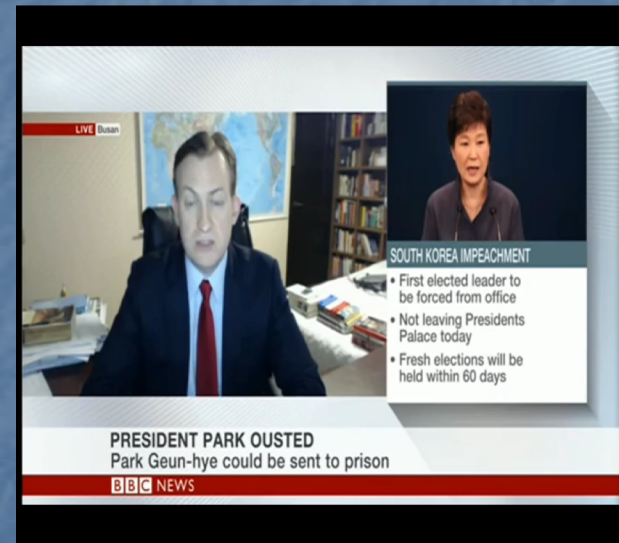 LIVE Busan
SOUTH KOREA IMPEACHMENT
• First elected leader to
be forced from office
• Not leaving Presidents
Palace today
• Fresh elections will be
held within 60 days
PRESIDENT PARK OUSTED
Park Geun-hye could be sent to prison
BBC NEWS